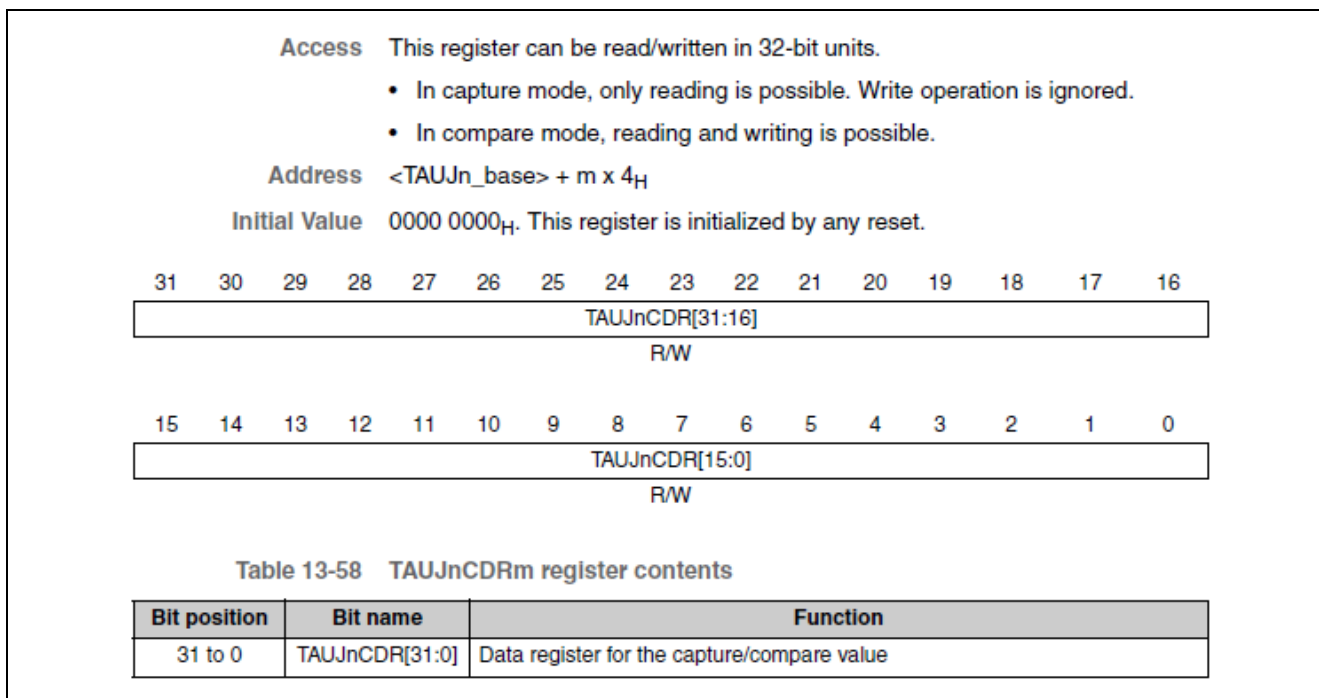 Access This register can be read/written in 32-bit units.
• In capture mode, only reading is possible. Write operation is ignored.
• In compare mode, reading and writing is possible.
Address <TAUJn_base> + m x 4H
Initial Value 0000 0000H. This register is initialized by any reset.
31 30 29 28 27 26 25 24 23 22 21 20 19 18 17 16
TAUJnCDR[31:16]
R/W
15 14 13 12 11 10 9 8 7 6 5 4 3 2 1 0
TAUJnCDR[15:0]
R/W
Table 13-58 TAUJnCDRm register contents
Bit position Bit name Function
31 to 0 TAUJnCDR[31:0] Data register for the capture/compare value